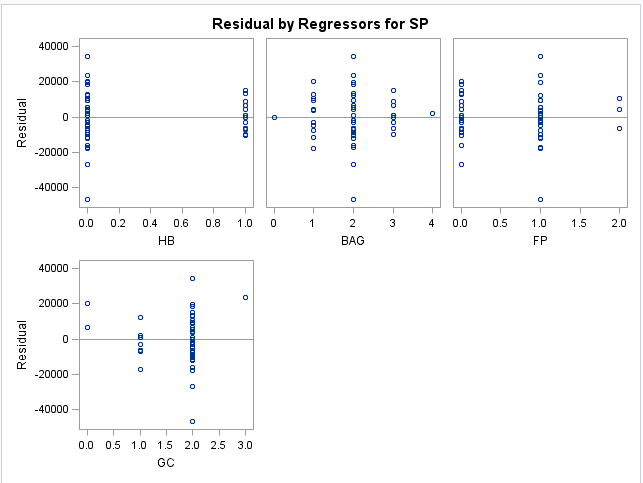 Residual by Regressors for SP
Residual
40000
20000
0
-20000
-40000
0.0 0.2 0.4 0.6 0.8 1.0
HB
0 1 2 3 4
BAG
0.0 0.5 1.0 1.5 2.0
FP
Residual
40000
20000
0
-20000
-40000
0.0 0.5 1.0 1.5 2.0 2.5 3.0
GC